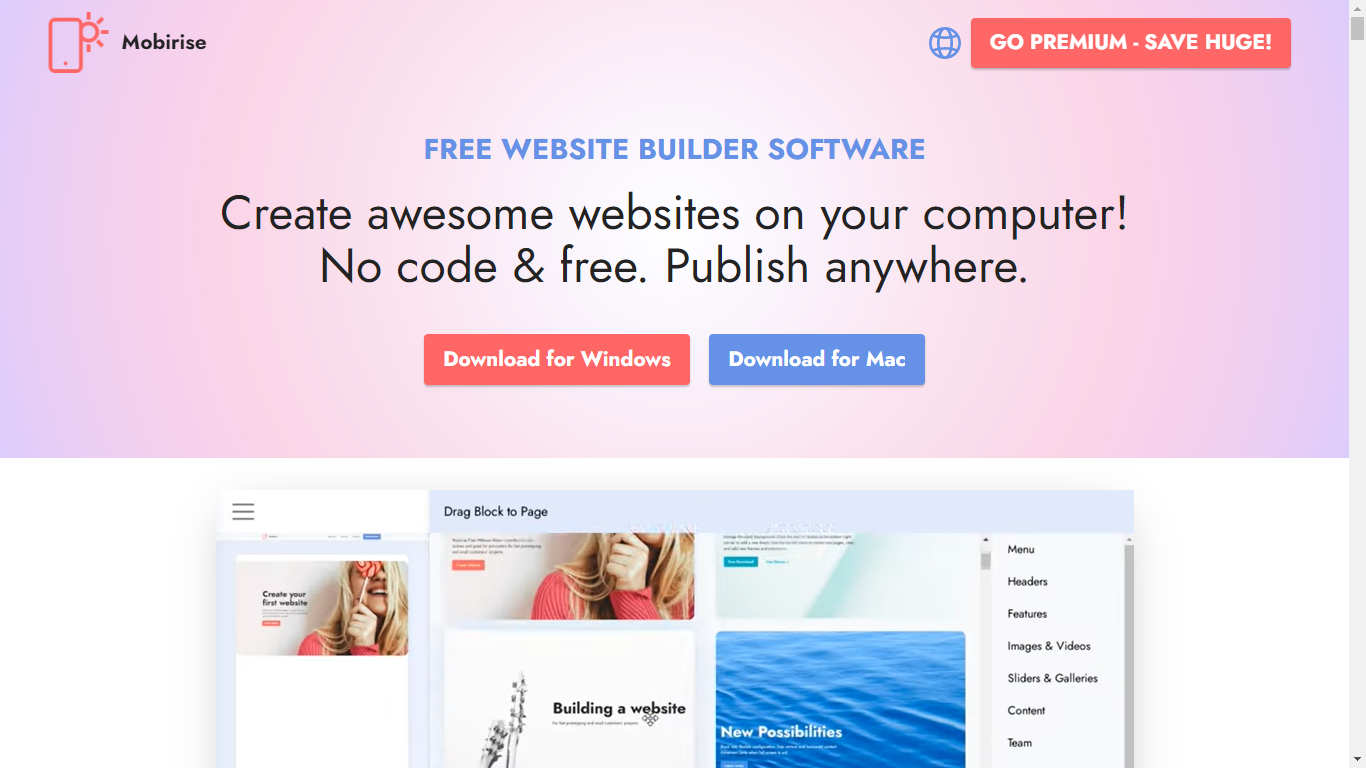 Mobirise
GO PREMIUM - SAVE HUGE!
FREE WEBSITE BUILDER SOFTWARE
Create awesome websites on your computer!
No code & free. Publish anywhere.
Download for Windows
Download for Mac
Drag Block to Page
Create your
first website
Building a website
New Possibilities
Menu
Headers
Features
Images & Videos
Sliders & Galleries
Content
Team